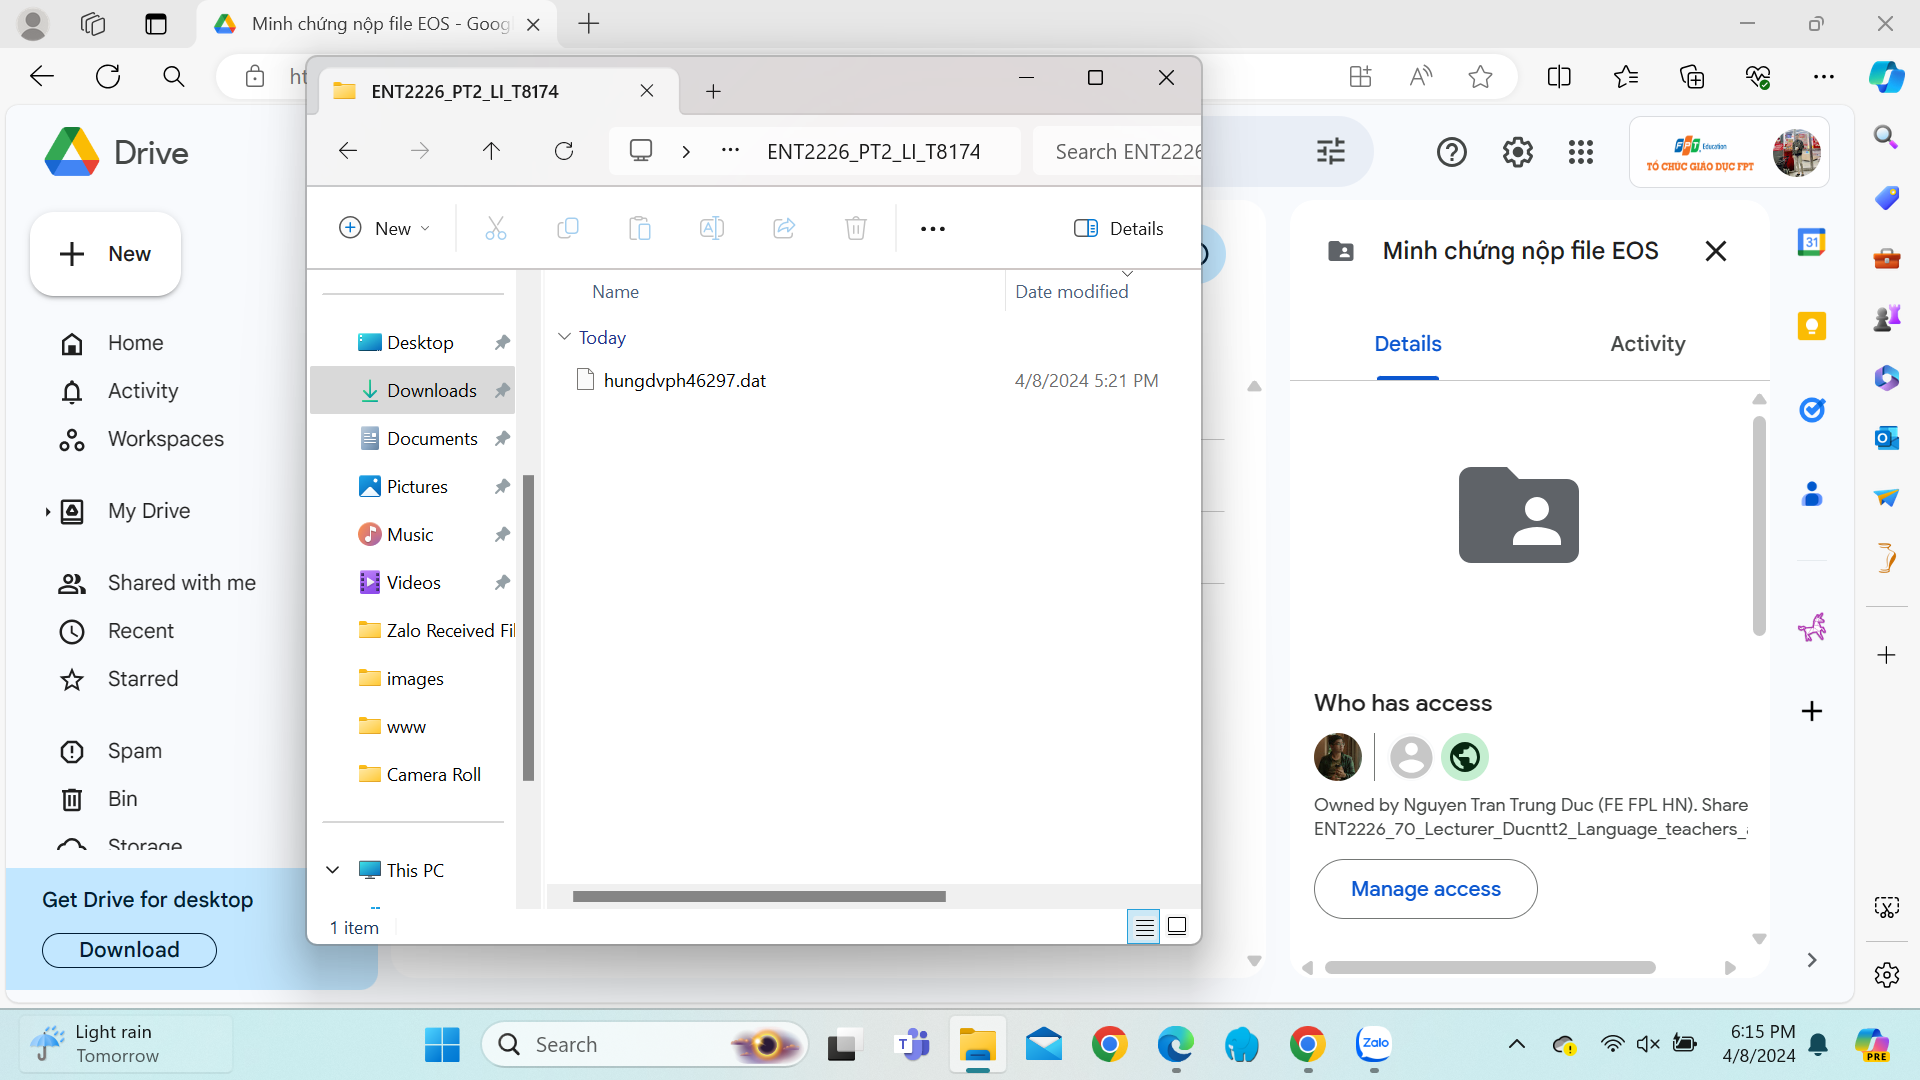 Minh chứng nộp file EOS - Goog
ENT2226_PT2_LI_T8174
ENT2226_PT2_LI_T8174
Search ENT2226
New
Details
Drive
New
Home
Activity
Workspaces
My Drive
Shared with me
Recent
Starred
Spam
Bin
Storage
Get Drive for desktop
Download
Name
Date modified
Today
hungdvph46297.dat
4/8/2024 5:21 PM
Desktop
Downloads
Documents
Pictures
Music
Videos
Zalo Received Fil
images
www
Camera Roll
This PC
1 item
FPT Education
TỔ CHỨC GIÁO DỤC FPT
Minh chứng nộp file EOS
Details
Activity
31
Who has access
Owned by Nguyen Tran Trung Duc (FE FPL HN). Share
ENT2226_70_Lecturer_Ducntt2_Language_teachers_
Manage access
Light rain
Tomorrow
Search
Zalo
6:15 PM
4/8/2024
PRE